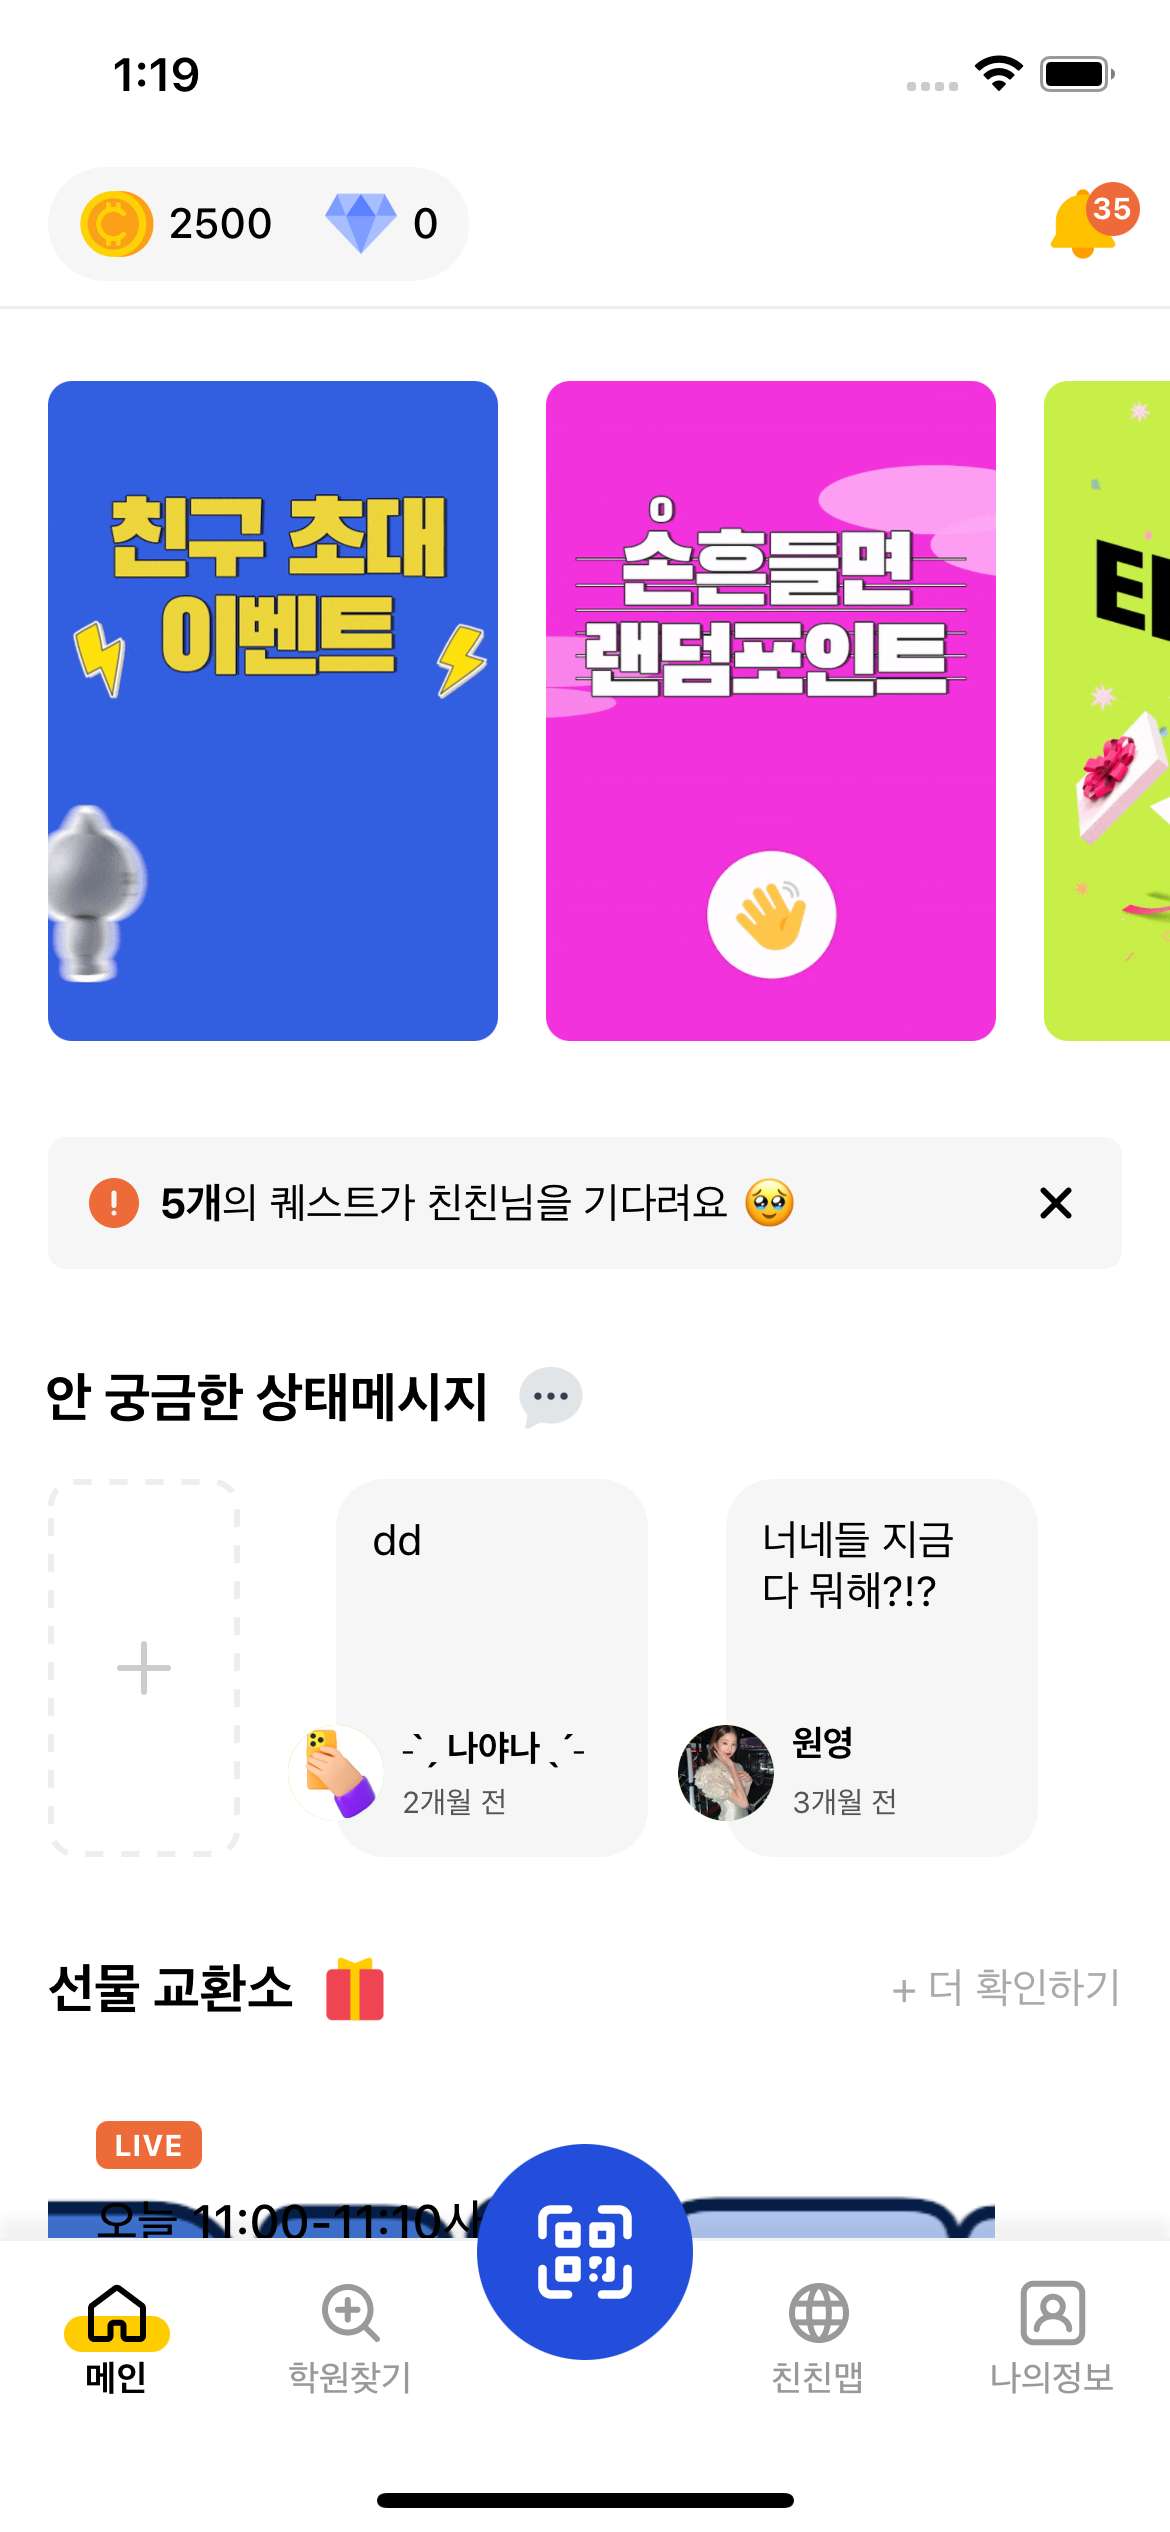 1:19
2500
0
35
친구 초대
이벤트
손흔들면
랜덤포인트
5개의 퀘스트가 친친님을 기다려요 🥹
안 궁금한 상태메시지
dd
너네들 지금
다 뭐해?!?
-ˋˏ 나야나 ˎˊ-
2개월 전
원영
3개월 전
선물 교환소
+ 더 확인하기
LIVE
오늘 11:00-11:10사
메인
학원찾기
친친맵
나의정보